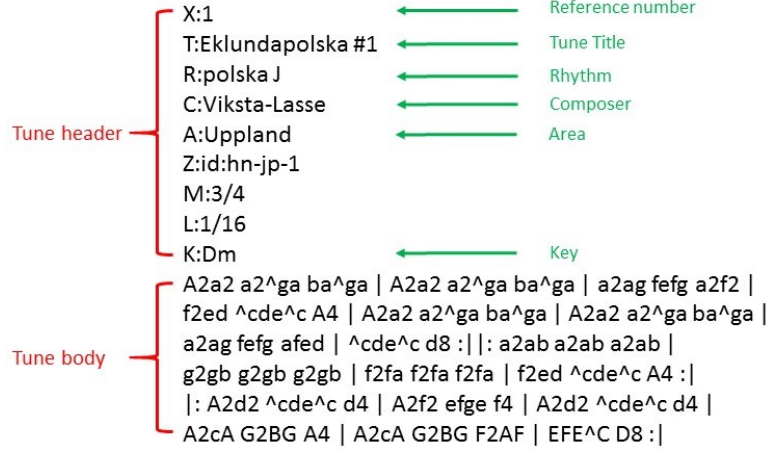 X:1 Reference number
T:Eklundapolska #1 Tune Title
R:polska J Rhythm
C:Viksta-Lasse Composer
Tune header A:Uppland Area
Z:id:hn-jp-1
M:3/4
L:1/16
K:Dm Key
A2a2 a2^ga ba^ga | A2a2 a2^ga ba^ga | a2ag fefg a2f2 |
f2ed ^cde^c A4 | A2a2 a2^ga ba^ga | A2a2 a2^ga ba^ga |
Tune body a2ag fefg afed | ^cde^c d8 :||: a2ab a2ab a2ab |
g2gb g2gb g2gb | f2fa f2fa f2fa | f2ed ^cde^c A4 :|
|: A2d2 ^cde^c d4 | A2f2 efge f4 | A2d2 ^cde^c d4 |
A2cA G2BG A4 | A2cA G2BG F2AF | EFE^C D8 :|